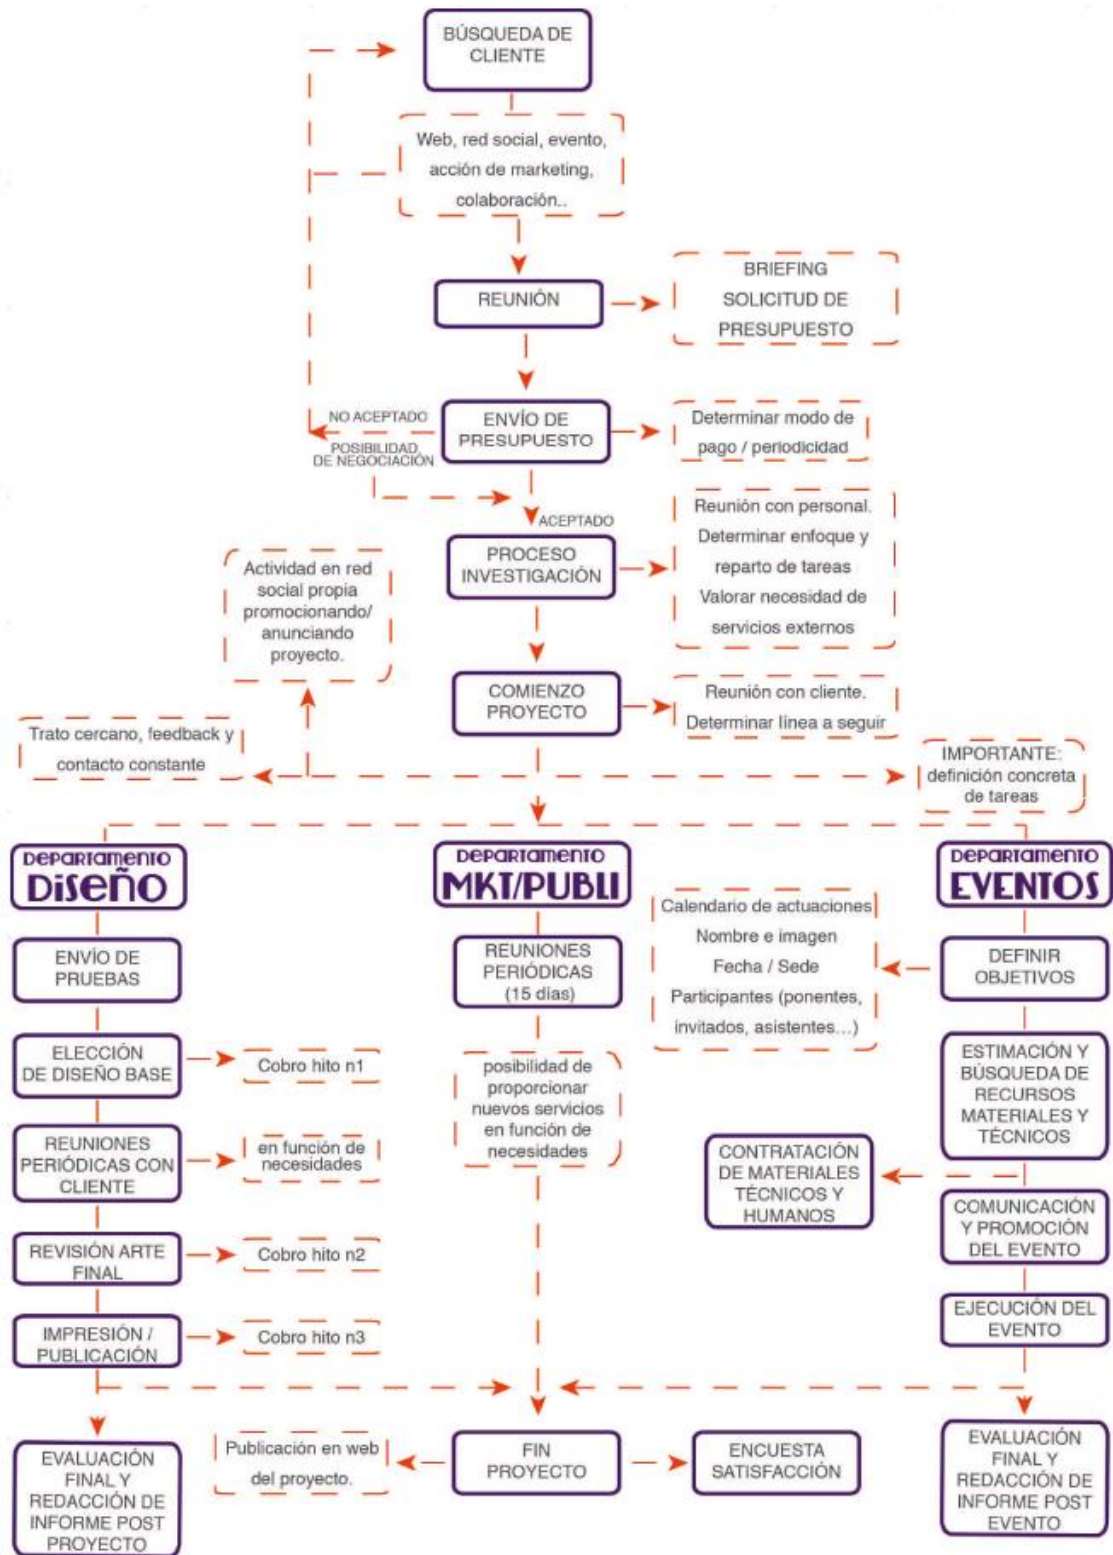 BÚSQUEDA DE
CLIENTE
Web, red social, evento,
acción de marketing,
colaboración..
REUNIÓN
BRIEFING
SOLICITUD DE
PRESUPUESTO
NO ACEPTADO
POSIBILIDAD
DE NEGOCIACIÓN
ENVÍO DE
PRESUPUESTO
Determinar modo de
pago / periodicidad
ACEPTADO
PROCESO
INVESTIGACIÓN
Reunión con personal.
Determinar enfoque y
reparto de tareas
Valorar necesidad de
servicios externos
Actividad en red
social propia
promocionando/
anunciando
proyecto.
COMIENZO
PROYECTO
Reunión con cliente.
Determinar línea a seguir
Trato cercano, feedback y
contacto constante
IMPORTANTE:
definición concreta
de tareas
DEPARTAMENTO
DISEÑO
ENVÍO DE
PRUEBAS
ELECCIÓN
DE DISEÑO BASE
Cobro hito n1
REUNIONES
PERIÓDICAS CON
CLIENTE
en función de
necesidades
REVISIÓN ARTE
FINAL
Cobro hito n2
IMPRESIÓN /
PUBLICACIÓN
Cobro hito n3
EVALUACIÓN
FINAL Y
REDACCIÓN DE
INFORME POST
PROYECTO
DEPARTAMENTO
MKT/PUBLI
REUNIONES
PERIÓDICAS
(15 días)
posibilidad de
proporcionar
nuevos servicios
en función de
necesidades
DEPARTAMENTO
EVENTOS
DEFINIR
OBJETIVOS
Calendario de actuaciones
Nombre e imagen
Fecha / Sede
Participantes (ponentes,
invitados, asistentes...)
ESTIMACIÓN Y
BÚSQUEDA DE
RECURSOS
MATERIALES Y
TÉCNICOS
CONTRATACIÓN
DE MATERIALES
TÉCNICOS Y
HUMANOS
COMUNICACIÓN
Y PROMOCIÓN
DEL EVENTO
EJECUCIÓN DEL
EVENTO
Publicación en web
del proyecto.
FIN
PROYECTO
ENCUESTA
SATISFACCIÓN
EVALUACIÓN
FINAL Y
REDACCIÓN DE
INFORME POST
EVENTO